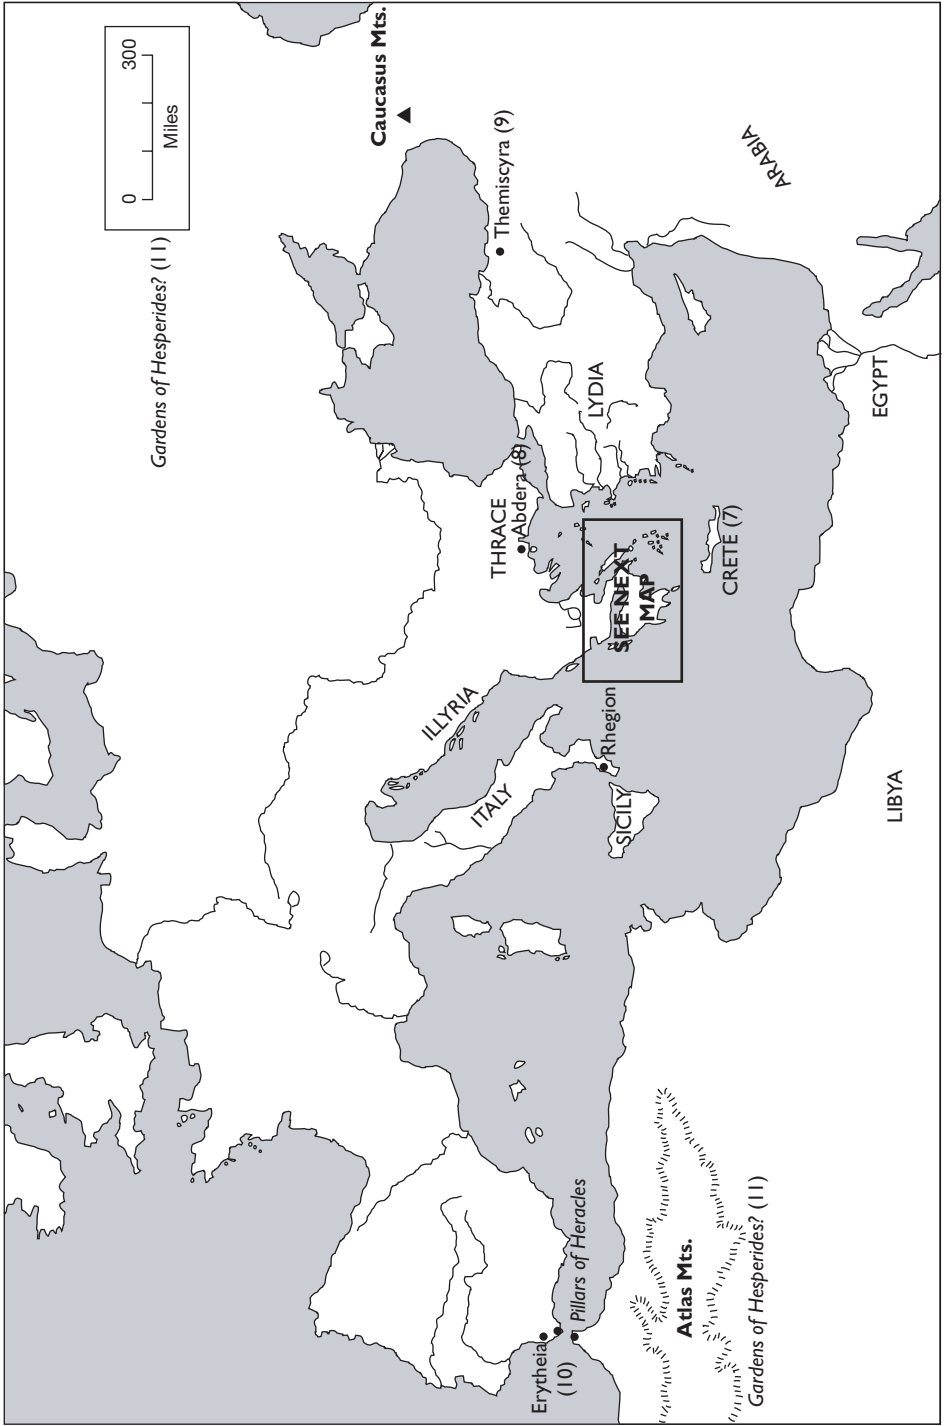 0 300
Miles
Gardens of Hesperides? (11)
Caucasus Mts.
Themiscyra (9)
ARABIA
THRACE
Abdera (8)
LYDIA
ILLYRIA
ITALY
Rhegion
SICILY
SEE NEXT
MAP
CRETE (7)
EGYPT
LIBYA
Erytheia
(10)
Pillars of Heracles
Atlas Mts.
Gardens of Hesperides? (11)